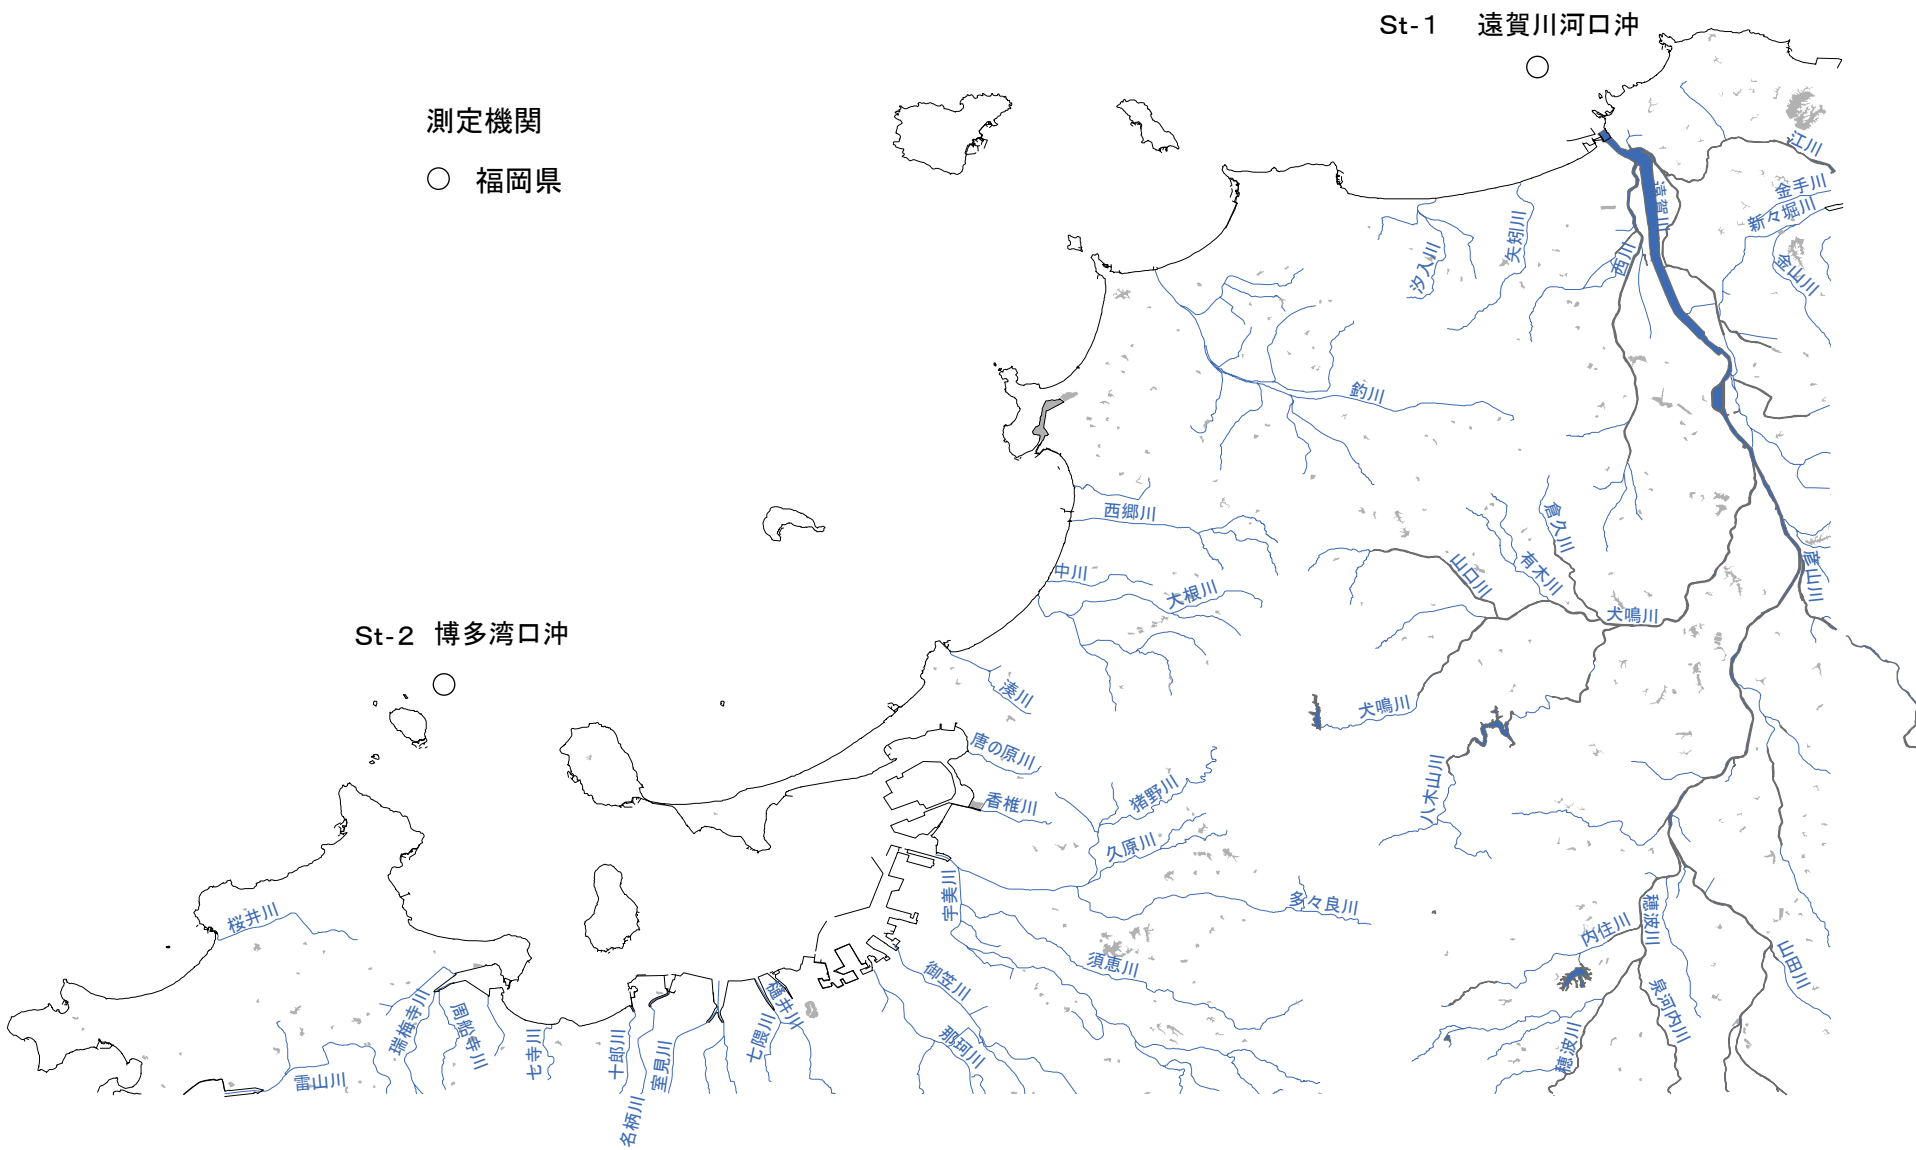 St-1 遠賀川河口沖
測定機関
○ 福岡県
江川
金手川
新々堀川
遠賀川
金山川
西川
矢矧川
汐入川
釣川
西郷川
倉久川
有木川
山口川
彦山川
中川
大根川
犬鳴川
St-2 博多湾口沖
湊川
犬鳴川
唐の原川
猪野川
香椎川
八木山川
久原川
宇美川
多々良川
桜井川
穂波川
内住川
山田川
須恵川
御笠川
樋井川
泉河内川
瑞梅寺川
周船寺川
七寺川
十郎川
室見川
七隈川
那珂川
穂波川
雷山川
名柄川